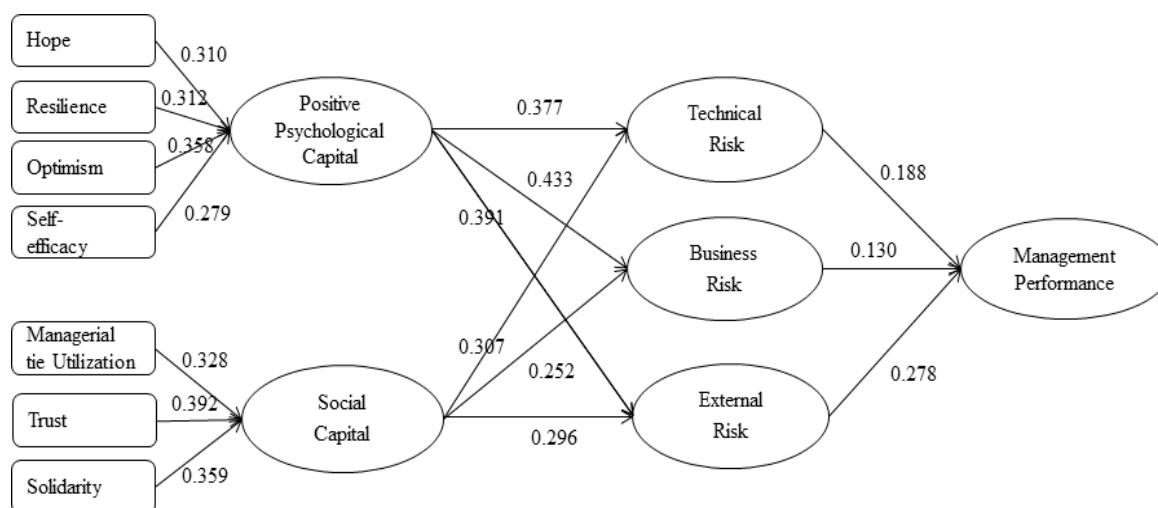 Hope
0.310
Resilience
0.312
Optimism
0.358
Self-
efficacy
0.279
Positive
Psychological
Capital
0.377
0.433
0.391
Technical
Risk
0.188
Business
Risk
0.130
Management
Performance
Managerial
tie Utilization
0.328
Trust
0.392
Solidarity
0.359
Social
Capital
0.307
0.252
0.296
External
Risk
0.278